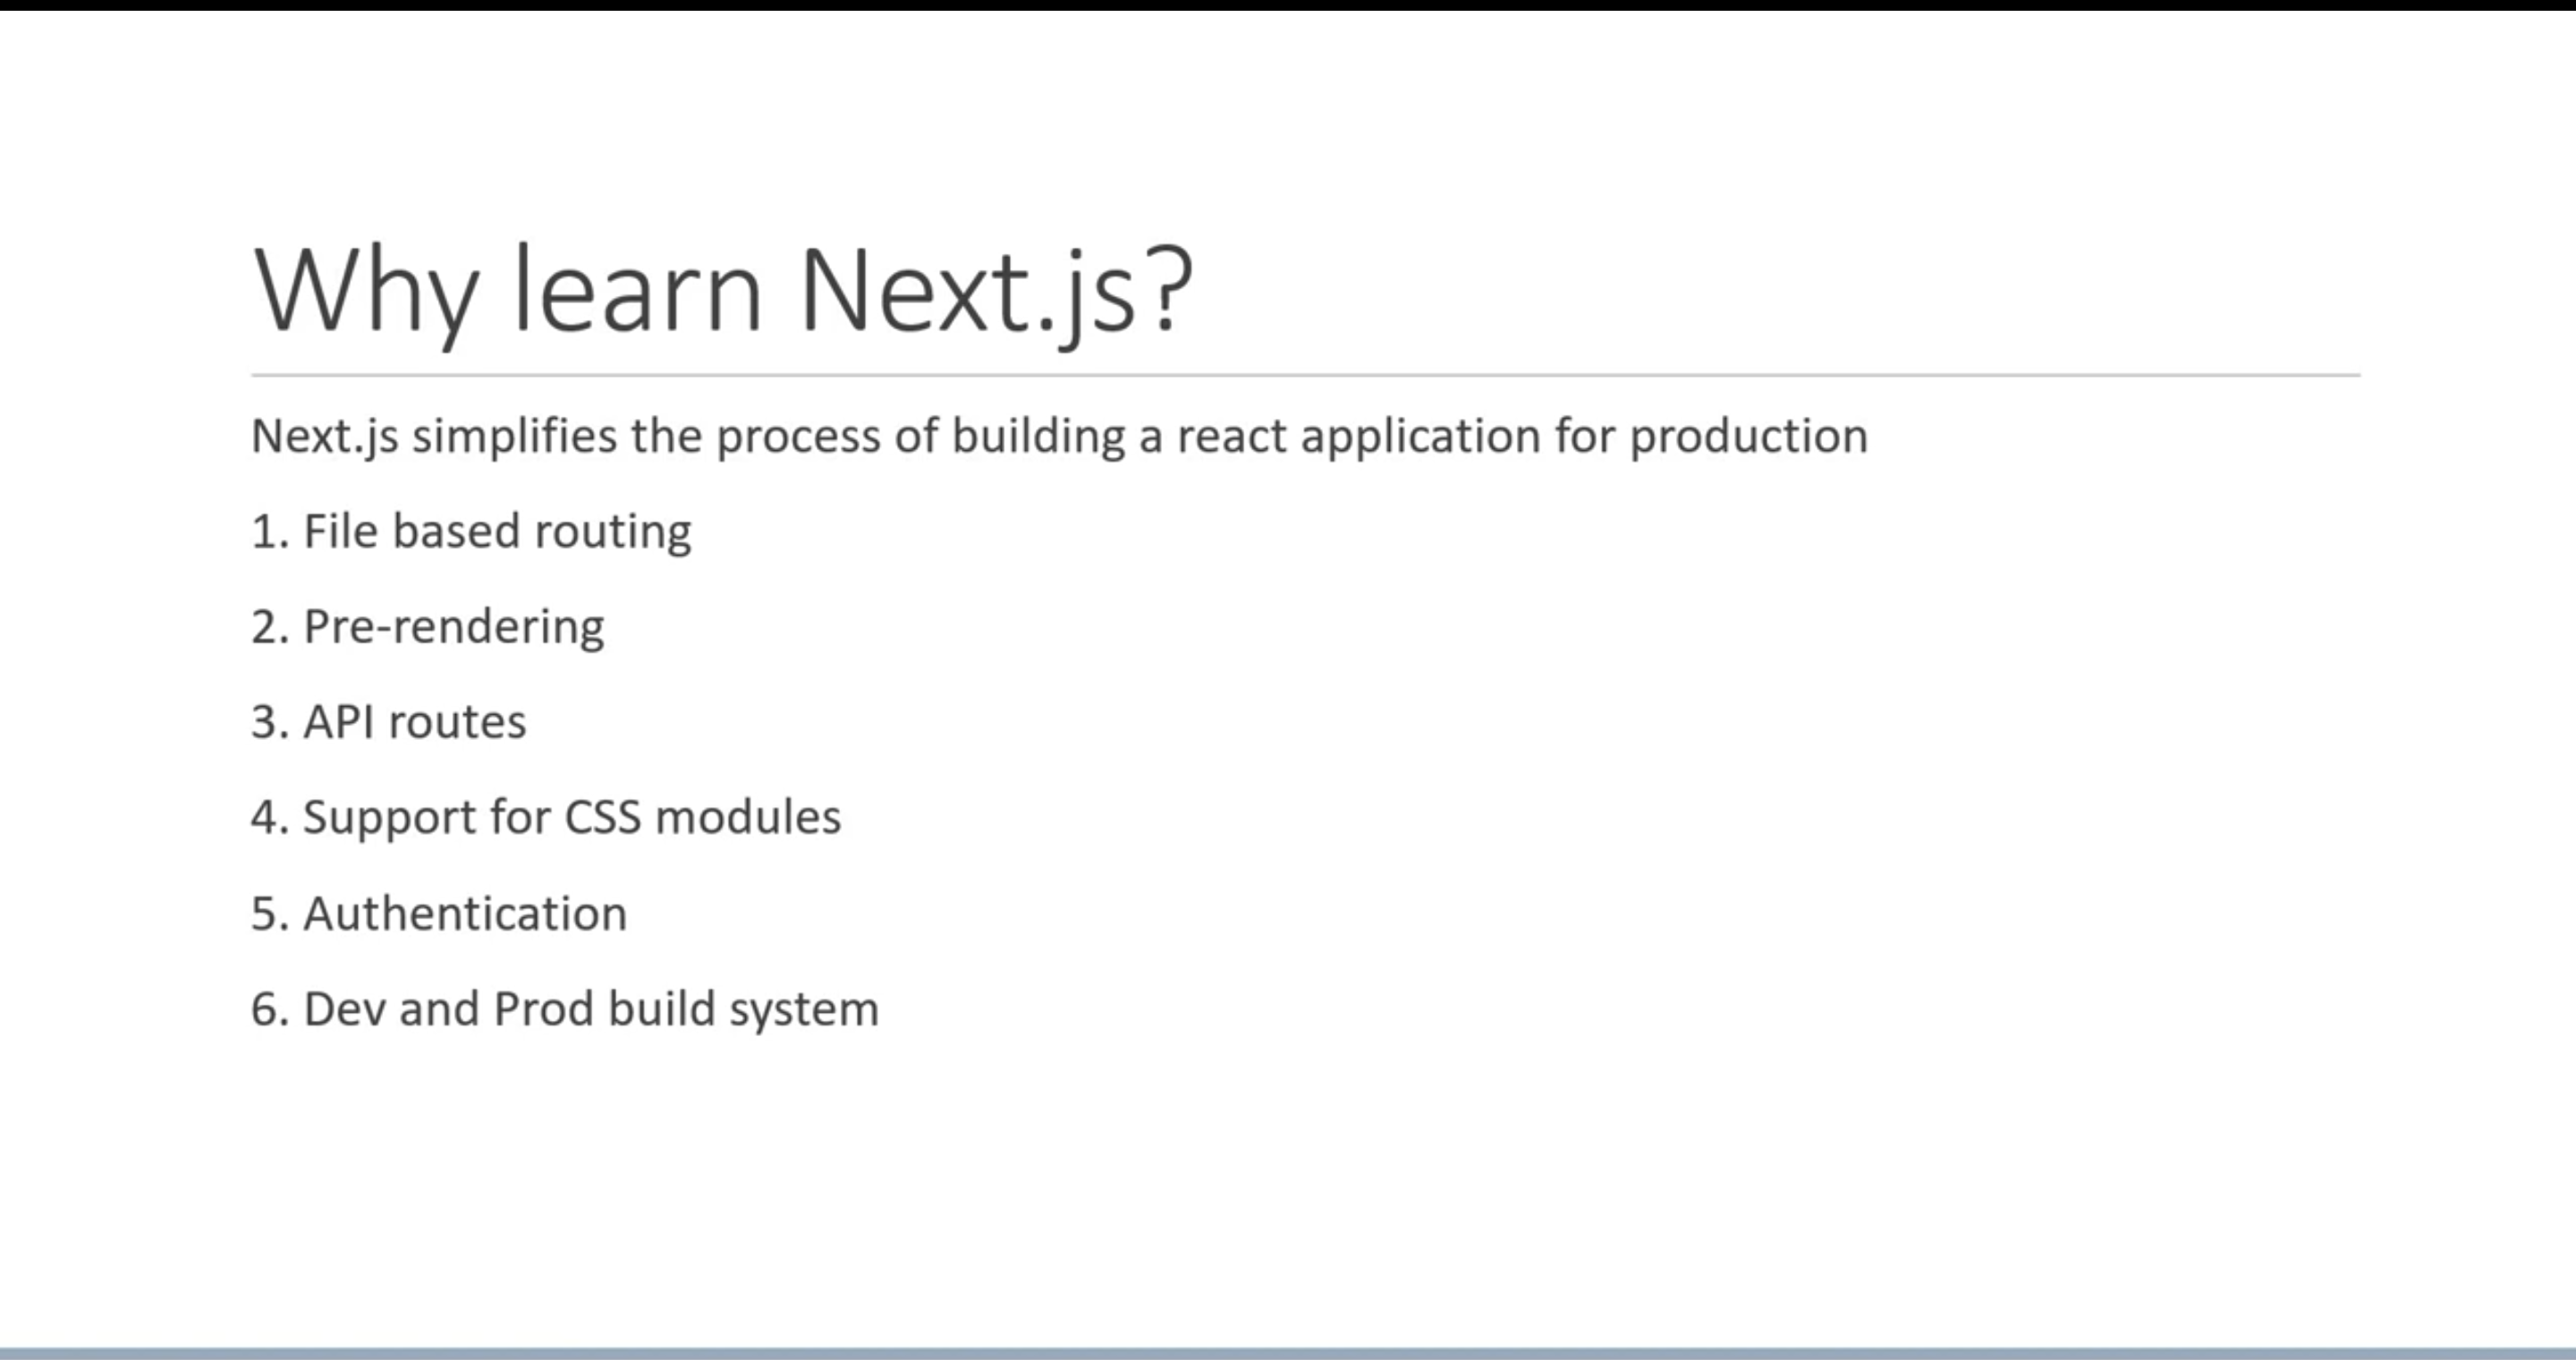 Why learn Next.js?
Next.js simplifies the process of building a react application for production
1. File based routing
2. Pre-rendering
3. API routes
4. Support for CSS modules
5. Authentication
6. Dev and Prod build system